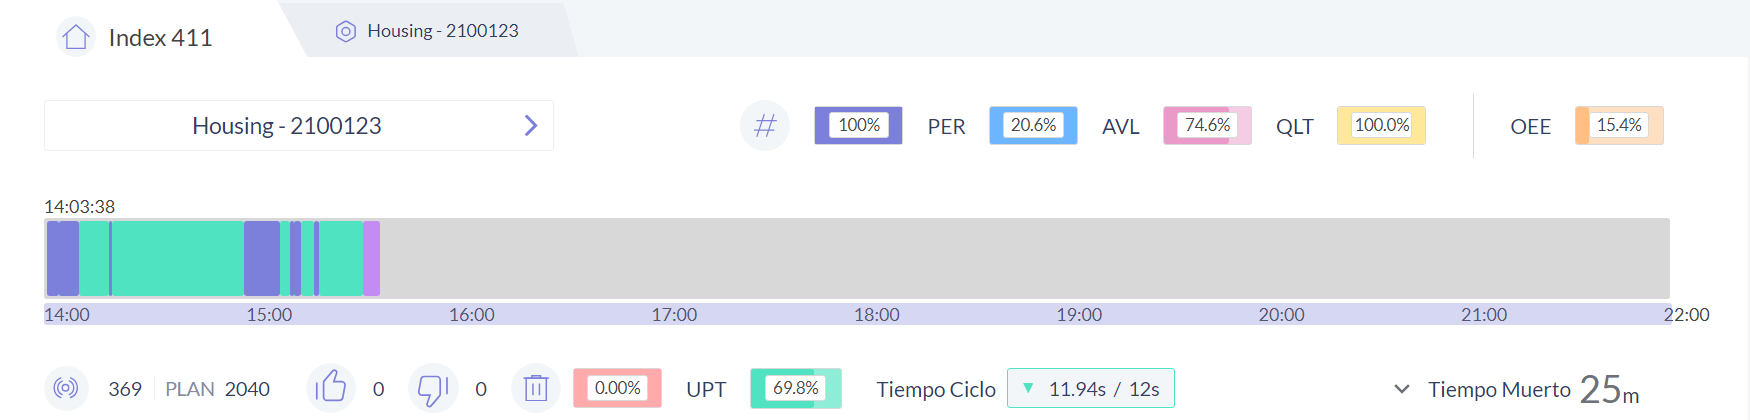 Index 411
Housing - 2100123
Housing - 2100123
100% PER 20.6% AVL 74.6% QLT 100.0% OEE 15.4%
14:03:38
14:00 15:00 16:00 17:00 18:00 19:00 20:00 21:00 22:00
369 PLAN 2040 0 0 0.00% UPT 69.8% Tiempo Ciclo 11.94s / 12s Tiempo Muerto 25m